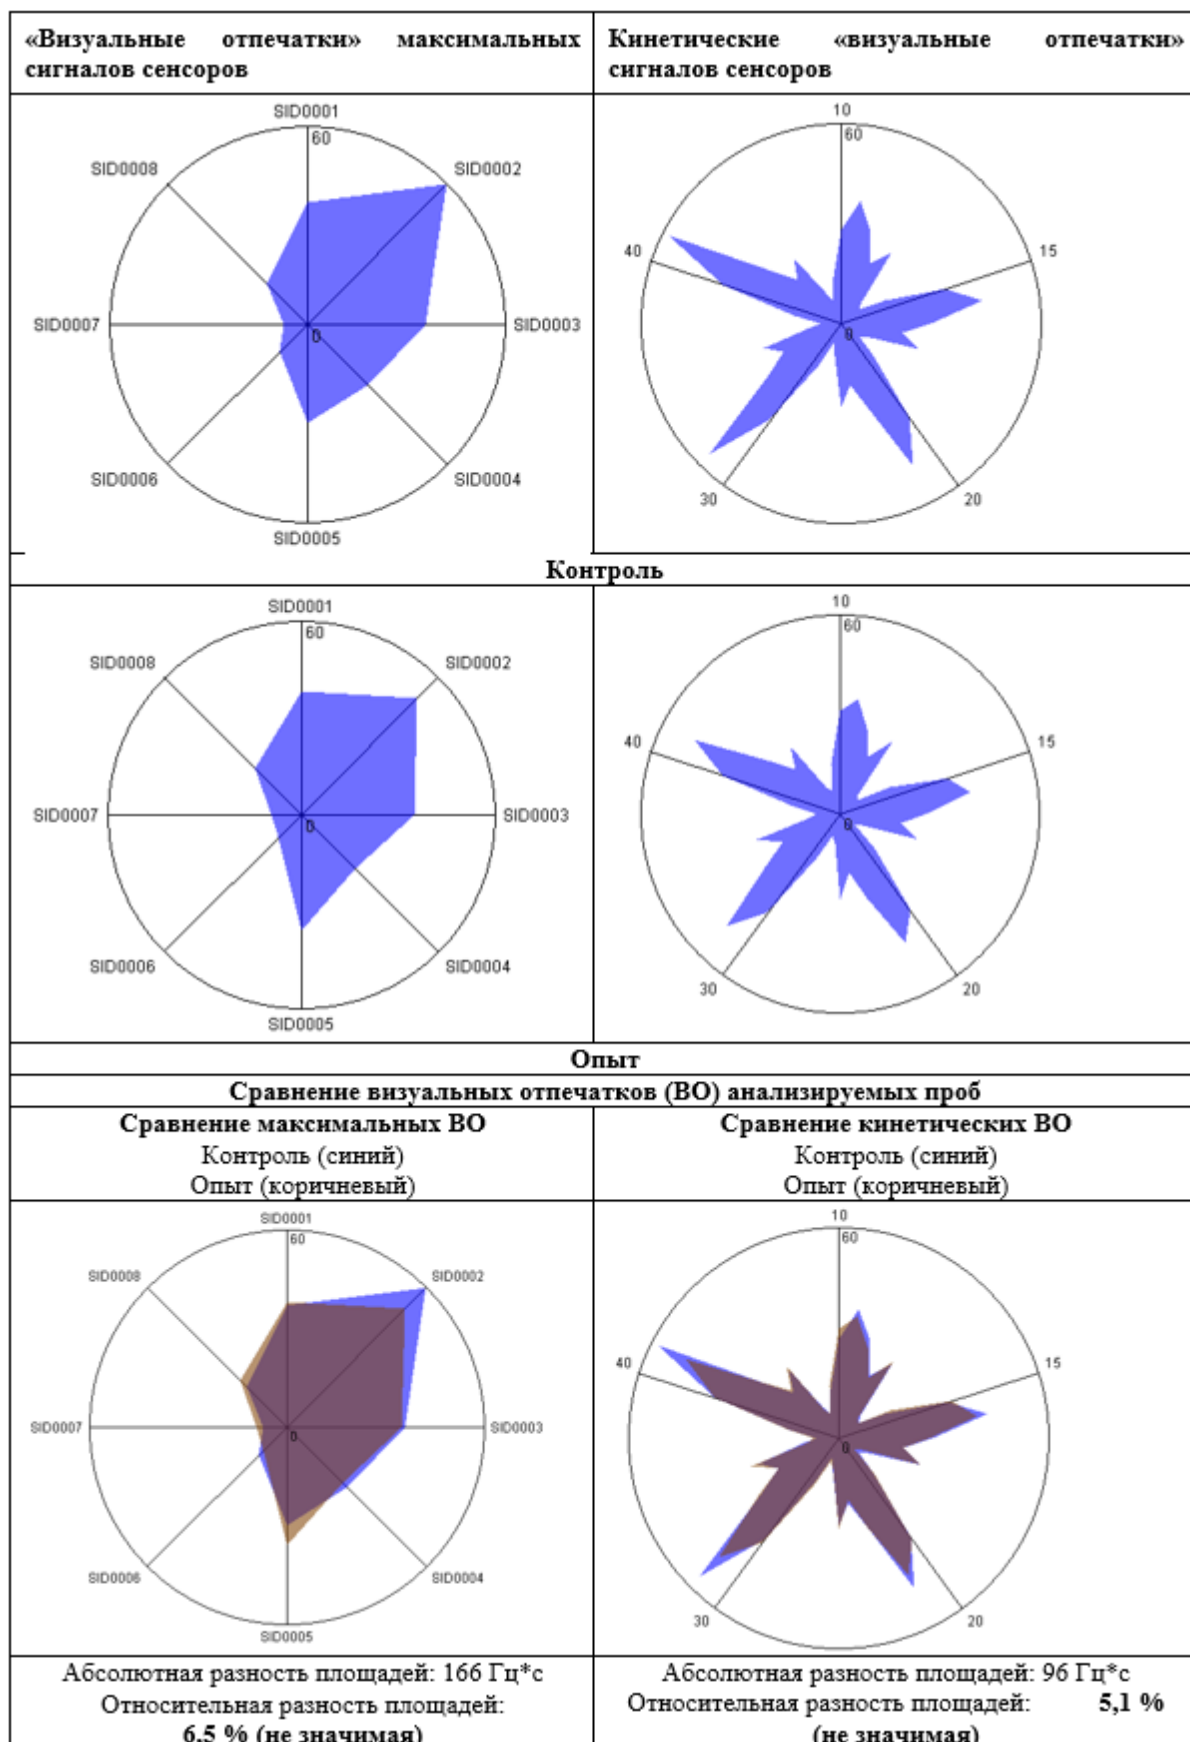 «Визуальные отпечатки» максимальных
сигналов сенсоров
Кинетические «визуальные отпечатки»
сигналов сенсоров
SID0001
60
SID0002
SID0008
SID0007
0
SID0003
SID0006
SID0004
SID0005
10
60
40
15
0
30
20
Контроль
SID0001
60
SID0008
SID0002
SID0007
0
SID0003
SID0006
SID0004
SID0005
10
60
40
15
0
30
20
Опыт
Сравнение визуальных отпечатков (ВО) анализируемых проб
Сравнение максимальных ВО
Контроль (синий)
Опыт (коричневый)
Сравнение кинетических ВО
Контроль (синий)
Опыт (коричневый)
SID0001
60
SID0008
SID0002
SID0007
0
SID0003
SID0006
SID0004
SID0005
10
60
40
15
0
30
20
Абсолютная разность площадей: 166 Гц*с
Относительная разность площадей:
6,5 % (не значимая)
Абсолютная разность площадей: 96 Гц*с
Относительная разность площадей: 5,1 %
(не значимая)